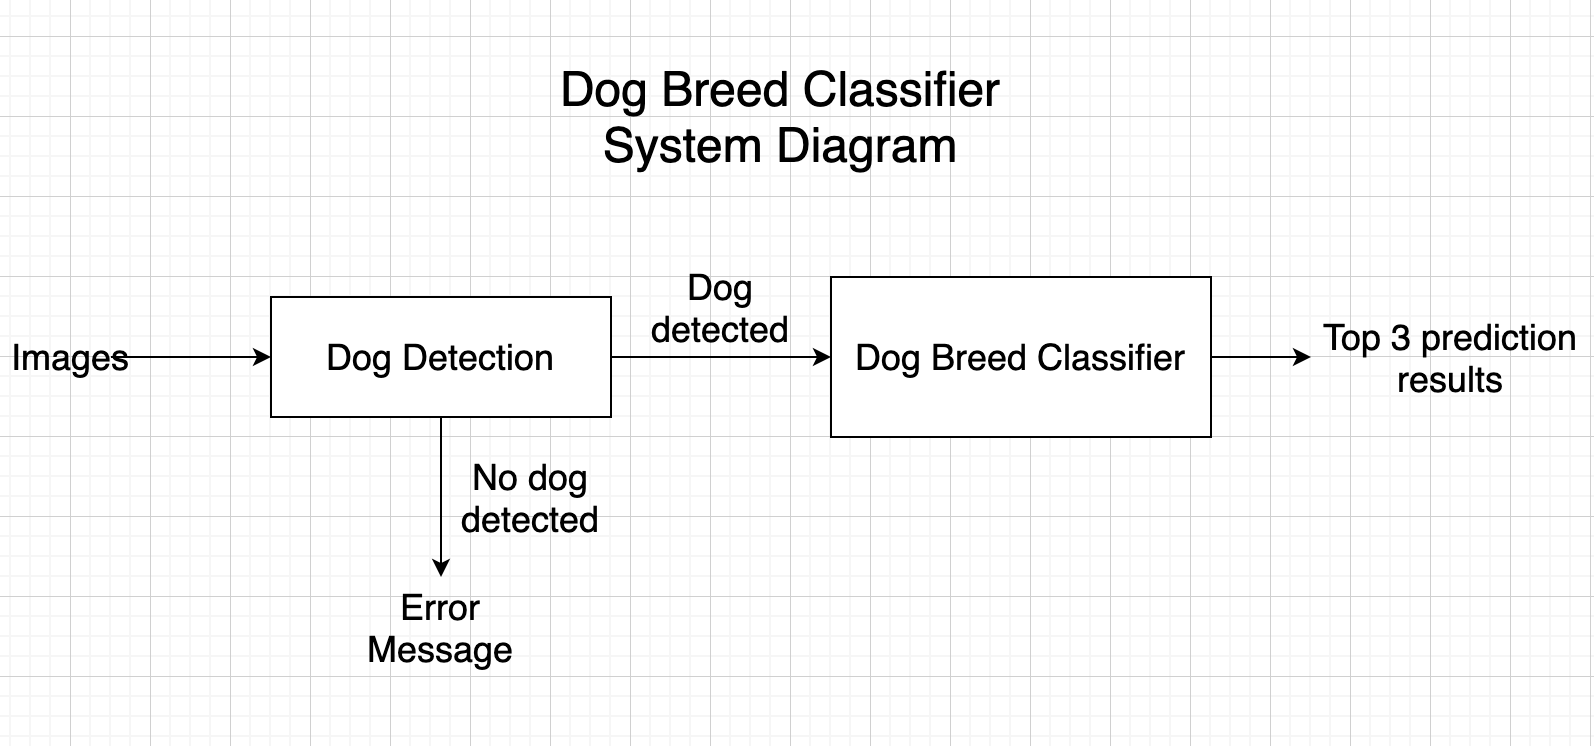 Dog Breed Classifier
System Diagram
Images
Dog Detection
Dog
detected
Dog Breed Classifier
Top 3 prediction
results
No dog
detected
Error
Message